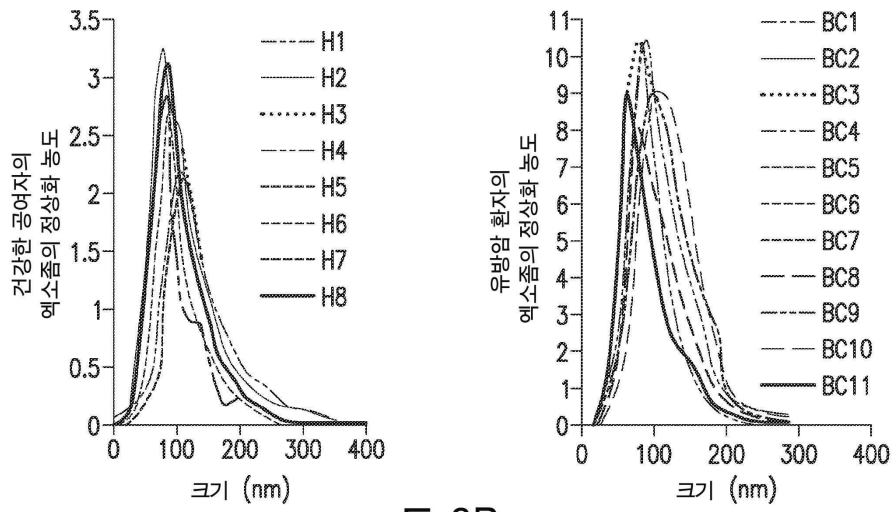 건강한 공여자의
엑소좀의 정상화 농도
3.5
3
2.5
2
1.5
1
0.5
0
0
100
200
300
400
크기 (nm)
H1
H2
H3
H4
H5
H6
H7
H8
유방암 환자의
엑소좀의 정상화 농도
11
10
9
8
7
6
5
4
3
2
1
0
0
100
200
300
400
크기 (nm)
BC1
BC2
BC3
BC4
BC5
BC6
BC7
BC8
BC9
BC10
BC11